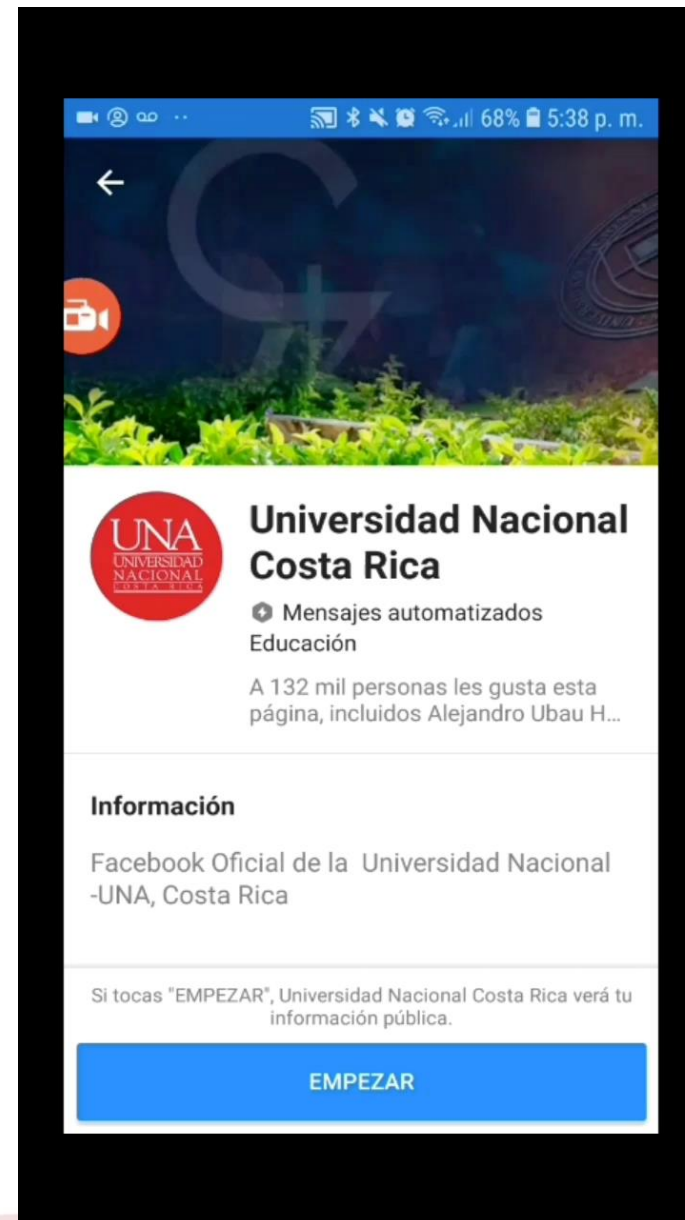 68% 5:38 p. m.
UNA
UNIVERSIDAD
NACIONAL
COSTA RICA
Universidad Nacional
Costa Rica
Mensajes automatizados
Educación
A 132 mil personas les gusta esta
página, incluidos Alejandro Ubau H...
Información
Facebook Oficial de la Universidad Nacional
-UNA, Costa Rica
Si tocas "EMPEZAR", Universidad Nacional Costa Rica verá tu
información pública.
EMPEZAR